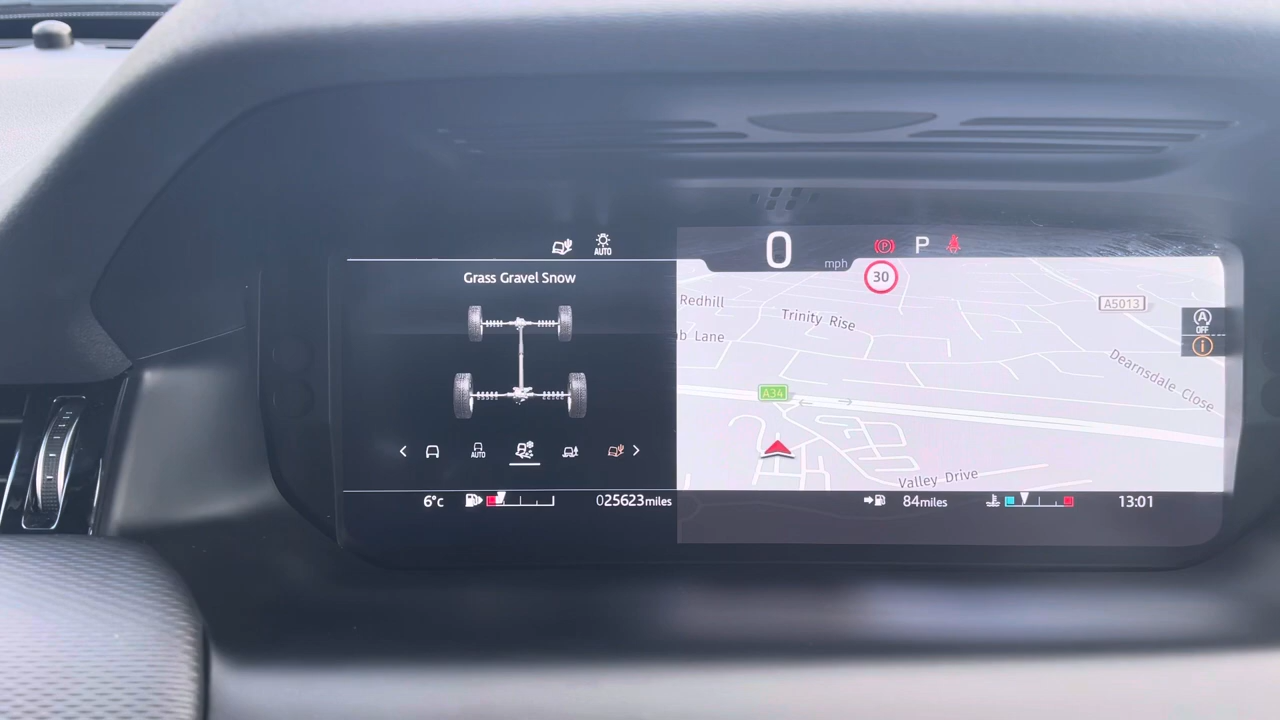 AUTO
0
mph
(P)
P
30
Grass Gravel Snow
Redhill
Trinity Rise
A5013
b Lane
A
OFF
i
Dearnsdale Close
A34
AUTO
Valley Drive
6°c
025623miles
84miles
13:01